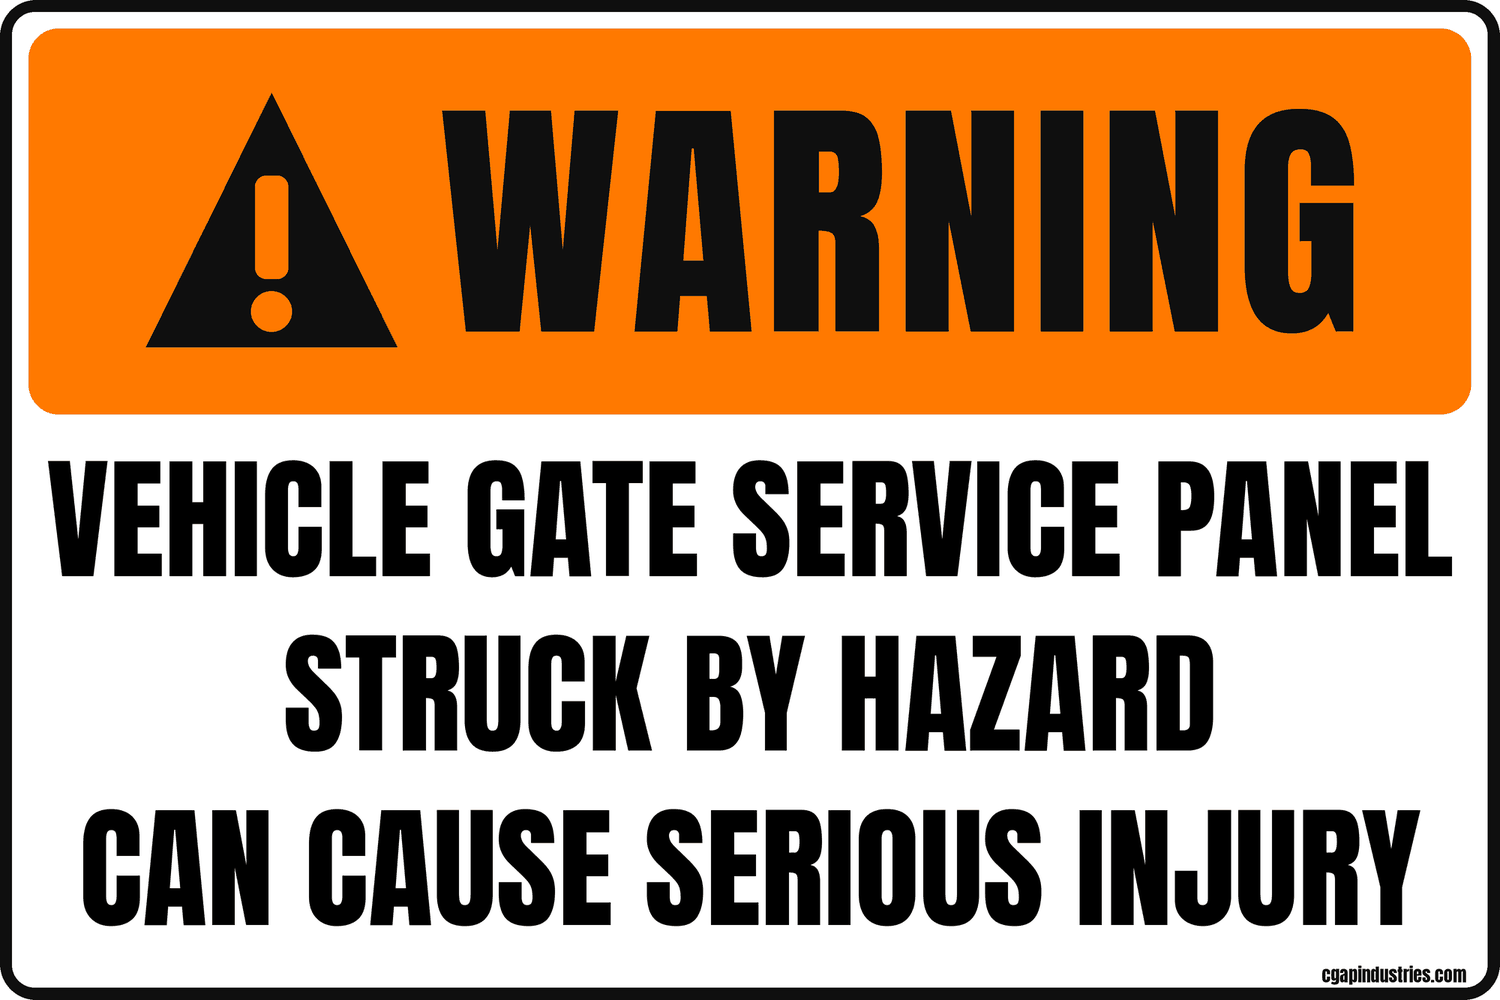 WARNING
VEHICLE GATE SERVICE PANEL
STRUCK BY HAZARD
CAN CAUSE SERIOUS INJURY
cgapindustries.com